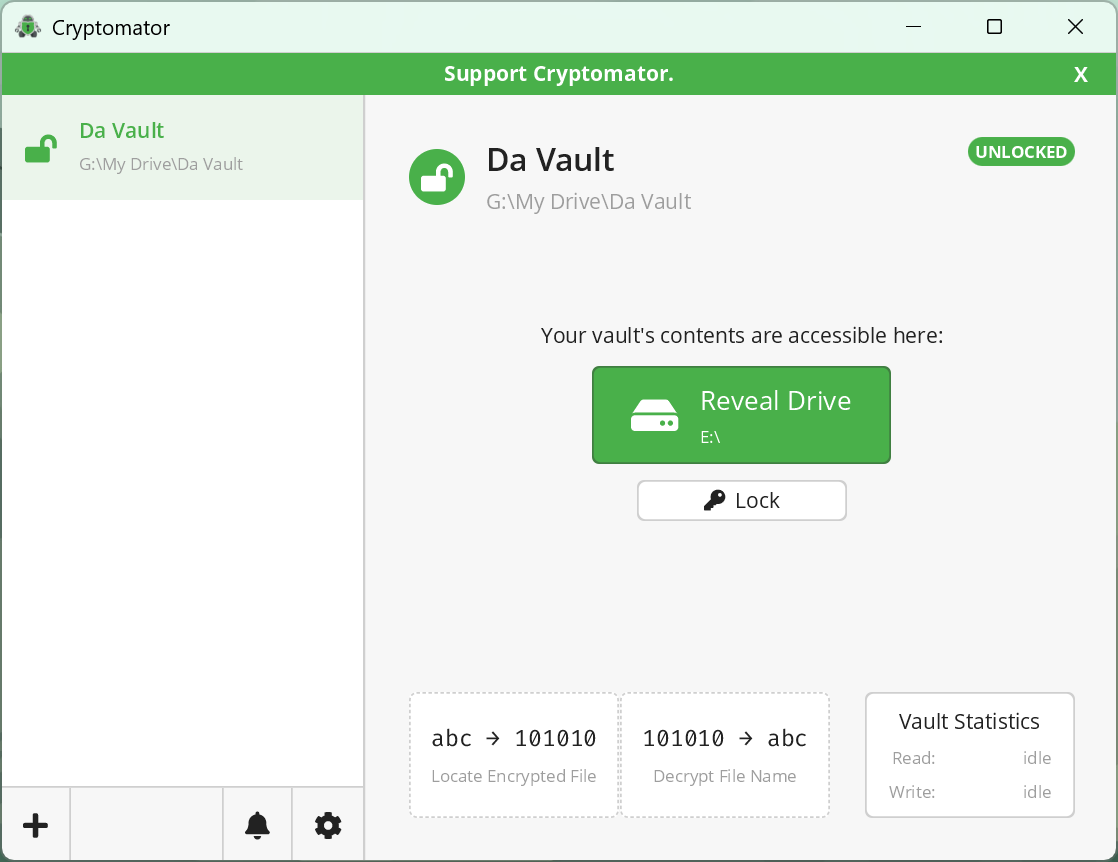 Cryptomator
Support Cryptomator.
X
Da Vault
G:\My Drive\Da Vault
Da Vault
G:\My Drive\Da Vault
UNLOCKED
Your vault's contents are accessible here:
Reveal Drive
E:\
Lock
abc → 101010
Locate Encrypted File
101010 → abc
Decrypt File Name
Vault Statistics
Read: idle
Write: idle